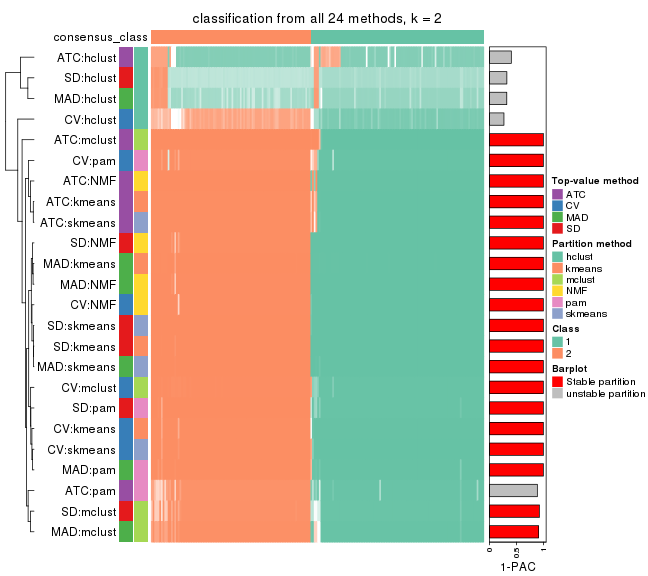 classification from all 24 methods, k = 2
consensus_class
ATC:hclust
SD:hclust
MAD:hclust
CV:hclust
ATC:mclust
CV:pam
ATC:NMF
ATC:kmeans
ATC:skmeans
SD:NMF
MAD:kmeans
MAD:NMF
CV:NMF
SD:skmeans
SD:kmeans
MAD:skmeans
CV:mclust
SD:pam
CV:kmeans
CV:skmeans
MAD:pam
ATC:pam
SD:mclust
MAD:mclust
0
0.5
1
1-PAC
Top-value method
ATC
CV
MAD
SD
Partition method
hclust
kmeans
mclust
NMF
pam
skmeans
Class
1
2
Barplot
Stable partition
unstable partition